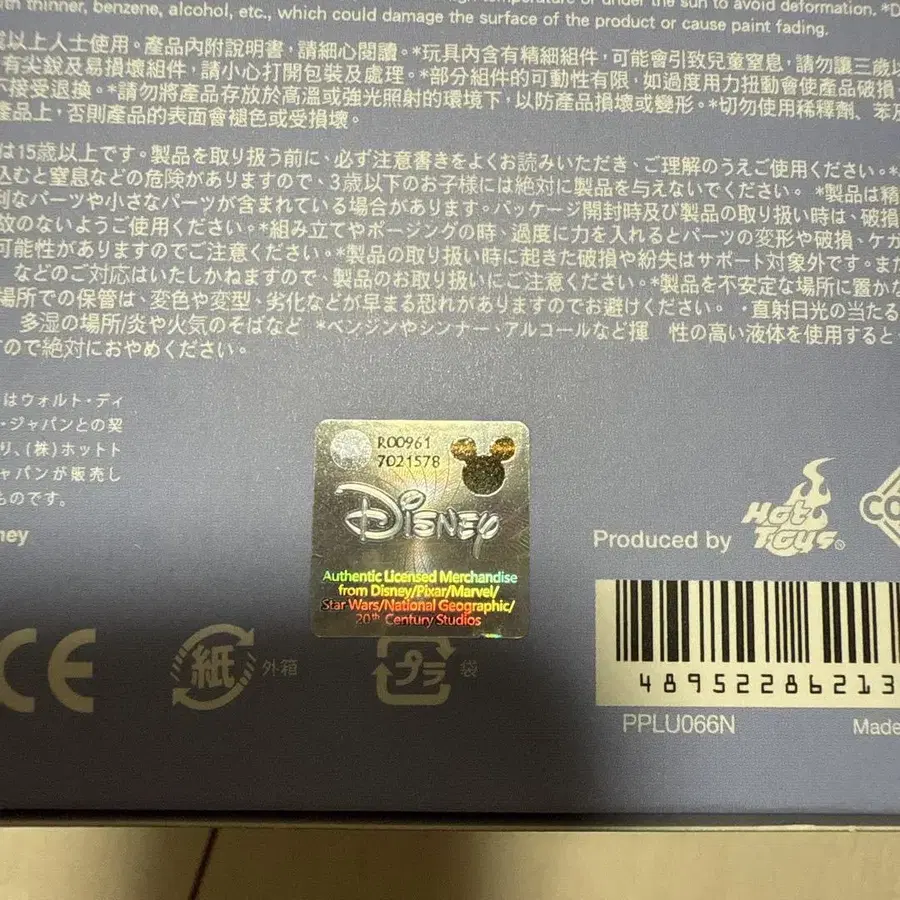 with thinner, benzene, alcohol, etc., which could damage the surface of the product or cause paint fading.
high temperature or under the sun to avoid deformation. *D
以上人士使用。產品內附說明書，請細心閱讀。*玩具內含有精細組件，可能會引致兒童窒息，請勿讓三歲以
有尖銳及易損壞組件，請小心打開包裝及處理。*部分組件的可動性有限，如過度用力扭動會使產品破損
接受退換。*請勿將產品存放於高溫或強光照射的環境下，以防產品損壞或變形。*切勿使用稀釋劑、苯及
產品上，否則產品的表面會褪色或受損壞。
は15歳以上です。製品を取り扱う前に、必ず注意書きをよくお読みいただき、ご理解のうえご使用ください。*
込むと窒息などの危険がありますので、3歳以下のお子様には絶対に製品を与えないでください。 *製品は精
利なパーツや小さなパーツが含まれている場合があります。パッケージ開封時及び製品の取り扱い時は、破損
故のないようご使用ください。*組み立てやポージングの時、過度に力を入れるとパーツの変形や破損、ケガ
可能性がありますのでご注意ください。*製品の取り扱い時に起きた破損や紛失はサポート対象外です。また
などのご対応はいたしかねますので、製品のお取り扱いにご注意ください。*製品を不安定な場所に置かな
場所での保管は、変色や変型、劣化などが早まる恐れがありますのでお避けください。 ・直射日光の当たる
多湿の場所/炎や火気のそばなど *ベンジンやシンナー、アルコールなど揮 性の高い液体を使用すると
すので絶対におやめください。
はウォルト・ディ
・ジャパンとの契
り、(株)ホットト
ャパンが販売し
ものです。
ney
R00961
7021578
Disney
Authentic Licensed Merchandise
from Disney/Pixar/Marvel/
Star Wars/National Geographic/
20th Century Studios
Produced by Hot Toys®
CO
CE
紙 外箱
プラ 袋
4 895228 6213
PPLU066N
Made